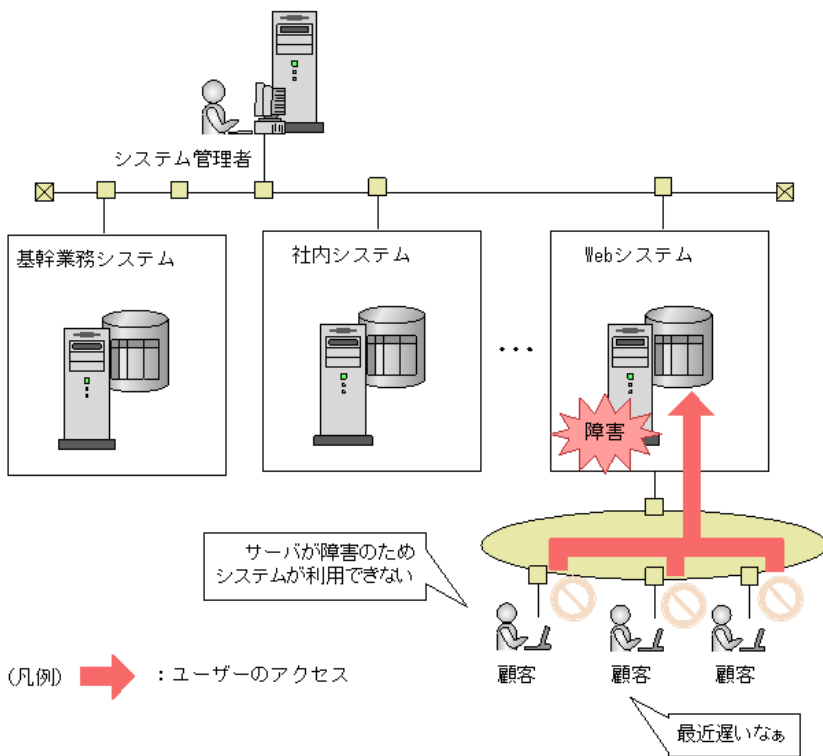 システム管理者
基幹業務システム
社内システム
Webシステム
...
障害
サーバが障害のため
システムが利用できない
顧客
顧客
顧客
(凡例)
：ユーザーのアクセス
最近遅いなぁ